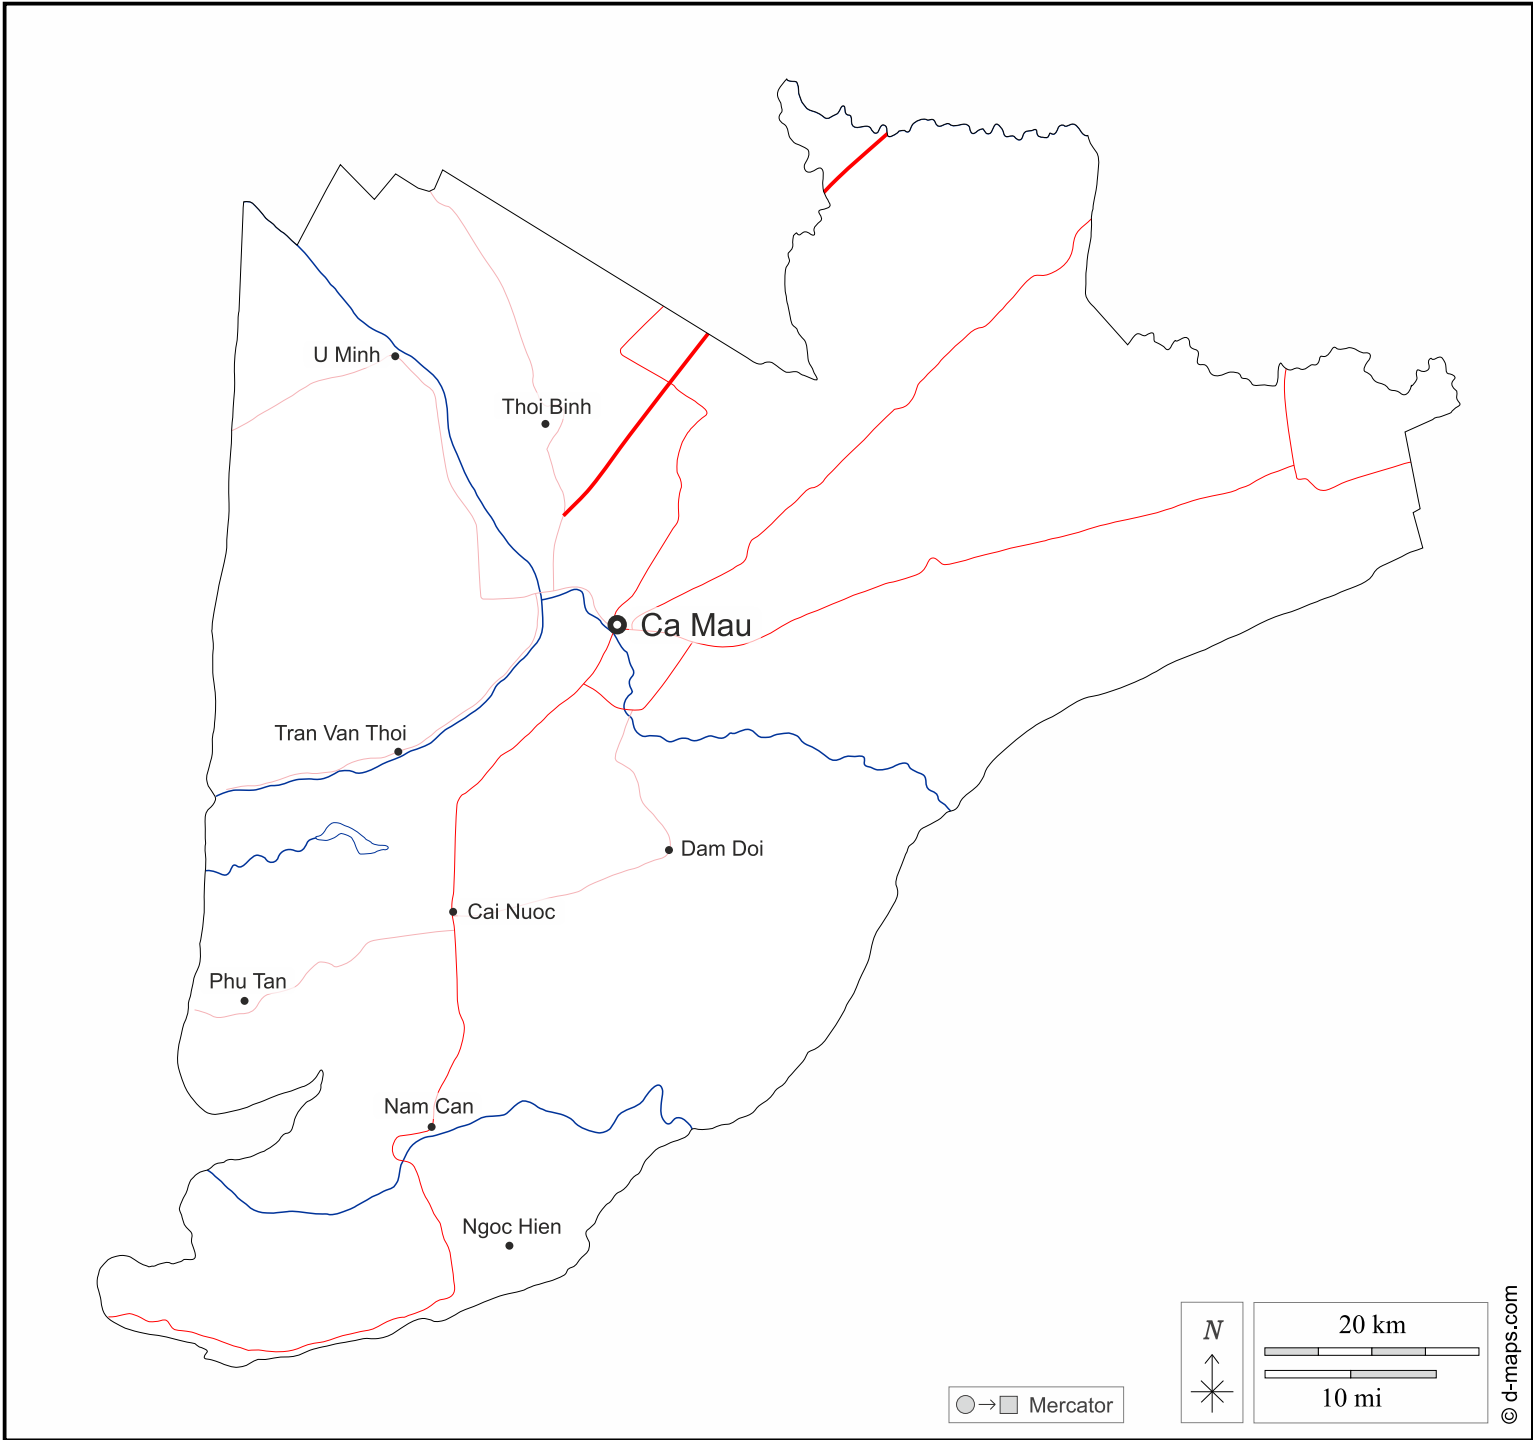 U Minh
Thoi Binh
Ca Mau
Tran Van Thoi
Dam Doi
Cai Nuoc
Phu Tan
Nam Can
Ngoc Hien
N
20 km
10 mi
Mercator
© d-maps.com